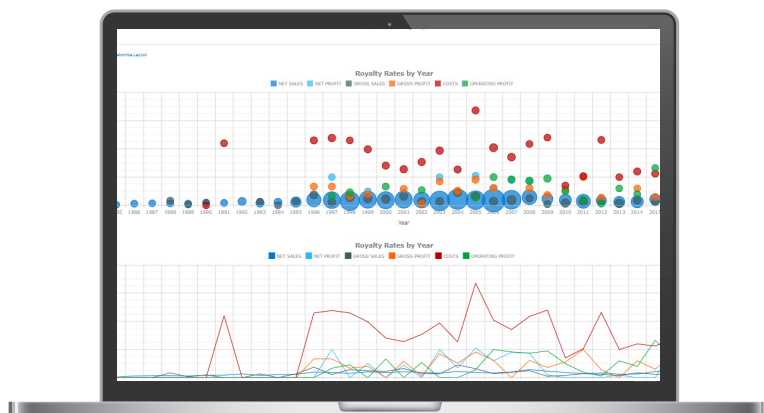 Royalty Rates by Year
NET SALES NET PROFIT GROSS SALES GROSS PROFIT COSTS OPERATING PROFIT
1986 1987 1988 1989 1990 1991 1992 1993 1994 1995 1996 1997 1998 1999 2000 2001 2002 2003 2004 2005 2006 2007 2008 2009 2010 2011 2012 2013 2014 2015
Year
Royalty Rates by Year
NET SALES NET PROFIT GROSS SALES GROSS PROFIT COSTS OPERATING PROFIT